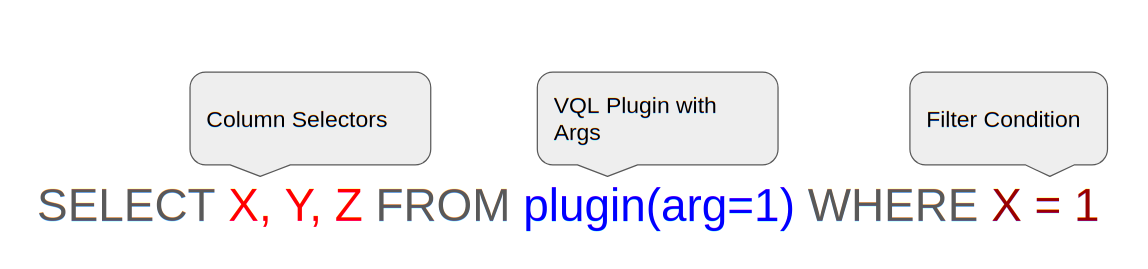 Column Selectors
VQL Plugin with
Args
Filter Condition
SELECT X, Y, Z FROM plugin(arg=1) WHERE X = 1